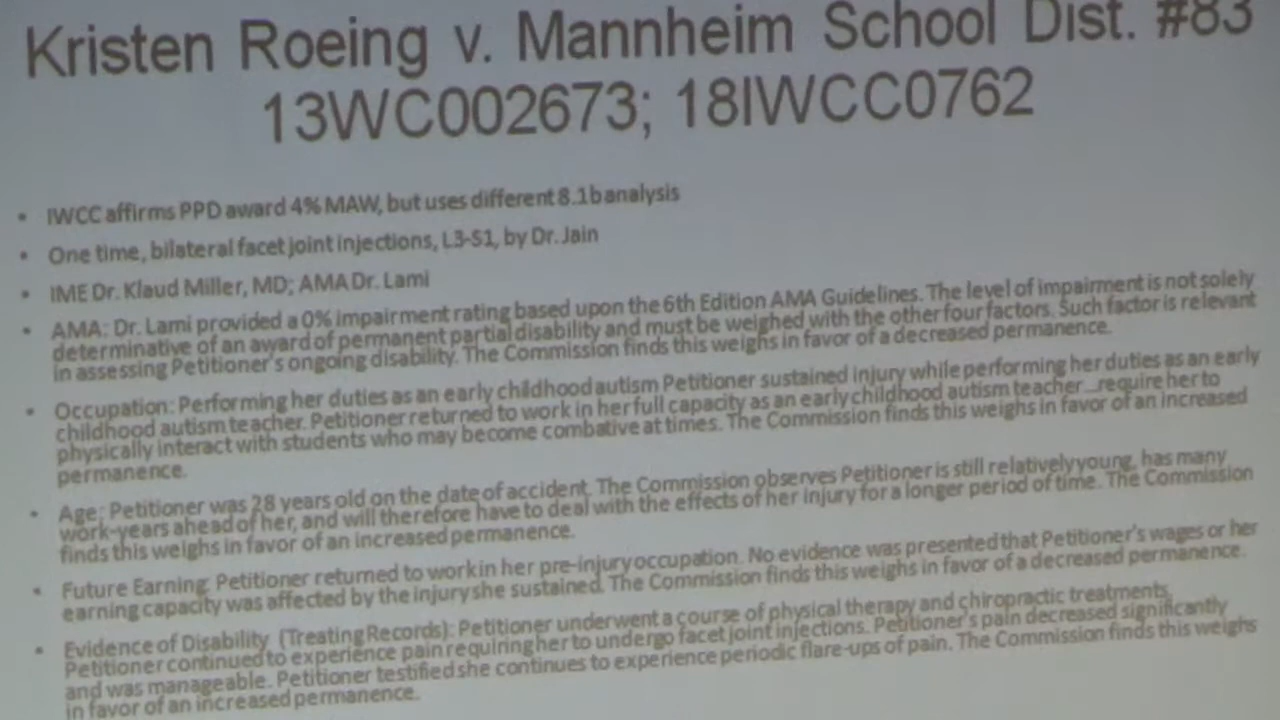 Kristen Roeing v. Mannheim School Dist. #83
13WC002673; 18IWCC0762
• IWCC affirms PPD award 4% MAW, but uses different 8.1b analysis
• One time, bilateral facet joint injections, L3-S1, by Dr. Jain
• IME Dr. Klaud Miller, MD; AMA Dr. Lami
• AMA: Dr. Lami provided a 0% impairment rating based upon the 6th Edition AMA Guidelines. The level of impairment is not solely
determinative of an award of permanent partial disability and must be weighed with the other four factors. Such factor is relevant
in assessing Petitioner's ongoing disability. The Commission finds this weighs in favor of a decreased permanence.
• Occupation: Performing her duties as an early childhood autism Petitioner sustained injury while performing her duties as an early
childhood autism teacher. Petitioner returned to work in her full capacity as an early childhood autism teacher...require her to
physically interact with students who may become combative at times. The Commission finds this weighs in favor of an increased
permanence.
• Age: Petitioner was 28 years old on the date of accident. The Commission observes Petitioner is still relatively young, has many
work-years ahead of her, and will therefore have to deal with the effects of her injury for a longer period of time. The Commission
finds this weighs in favor of an increased permanence.
• Future Earning: Petitioner returned to work in her pre-injury occupation. No evidence was presented that Petitioner's wages or her
earning capacity was affected by the injury she sustained. The Commission finds this weighs in favor of a decreased permanence.
• Evidence of Disability (Treating Records): Petitioner underwent a course of physical therapy and chiropractic treatments.
Petitioner continued to experience pain requiring her to undergo facet joint injections. Petitioner's pain decreased significantly
and was manageable. Petitioner testified she continues to experience periodic flare-ups of pain. The Commission finds this weighs
in favor of an increased permanence.